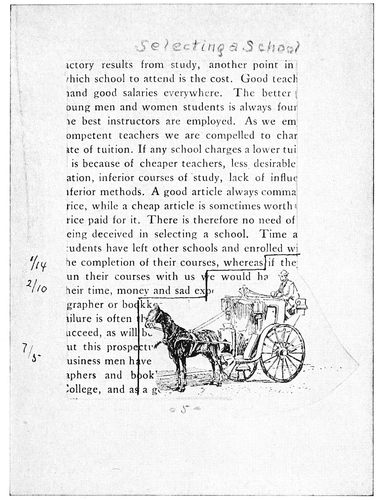 Selecting a School
actory results from study, another point in
hich school to attend is the cost. Good teach
nand good salaries everywhere. The better
oung men and women students is always four
he best instructors are employed. As we em
ompetent teachers we are compelled to char
ate of tuition. If any school charges a lower tui
is because of cheaper teachers, less desirable
ation, inferior courses of study, lack of influe
nferior methods. A good article always comma
rice, while a cheap article is sometimes worth
rice paid for it. There is therefore no need of
eing deceived in selecting a school. Time a
tudents have left other schools and enrolled wi
he completion of their courses, whereas if the
un their courses with us we would ha
heir time, money and sad exp
grapher or bookk
ailure is often th
ucceed, as will be
ut this prospectu
usiness men have
aphers and book
College, and as a g
2/10
7/5
5